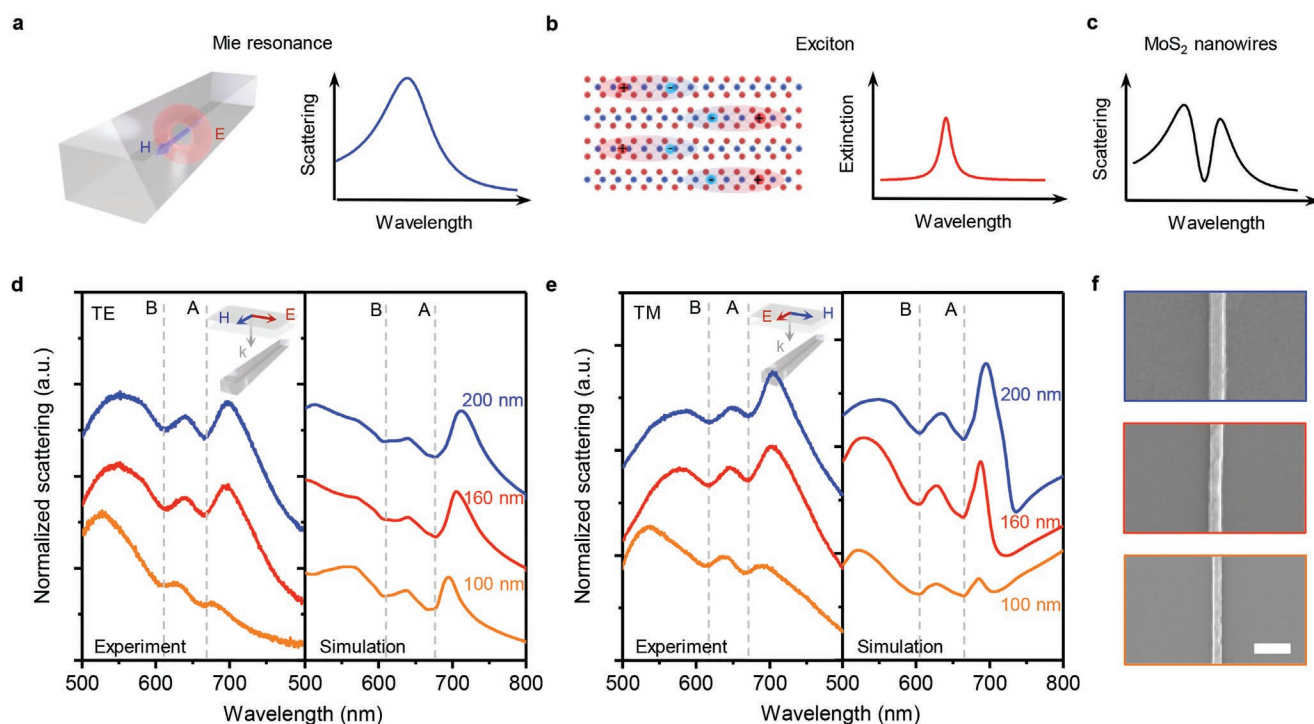 a
Mie resonance
H
E
Scattering
Wavelength
b
Exciton
+ -
- +
+ -
- +
Extinction
Wavelength
c
MoS₂ nanowires
Scattering
Wavelength
d
Normalized scattering (a.u.)
TE
B
A
H
E
k
Experiment
B
A
200 nm
160 nm
100 nm
Simulation
500 600 700 500 600 700 800
Wavelength (nm)
e
Normalized scattering (a.u.)
TM
B
A
E
H
k
Experiment
B
A
200 nm
160 nm
100 nm
Simulation
500 600 700 500 600 700 800
Wavelength (nm)
f